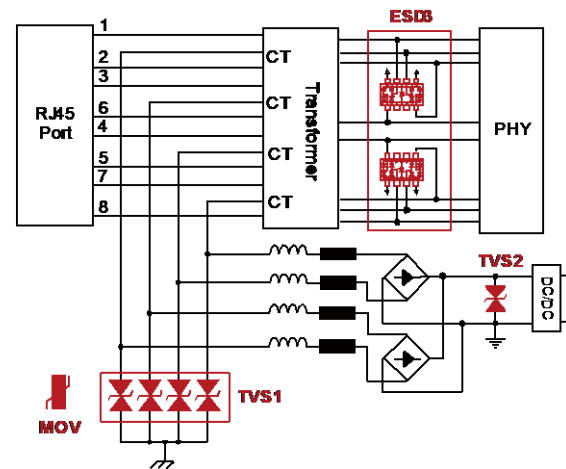 RJ45
Port
1
2
3
6
4
5
7
8
CT
CT
CT
CT
Transformer
ESD3
PHY
TVS2
DC/DC
MOV
TVS1